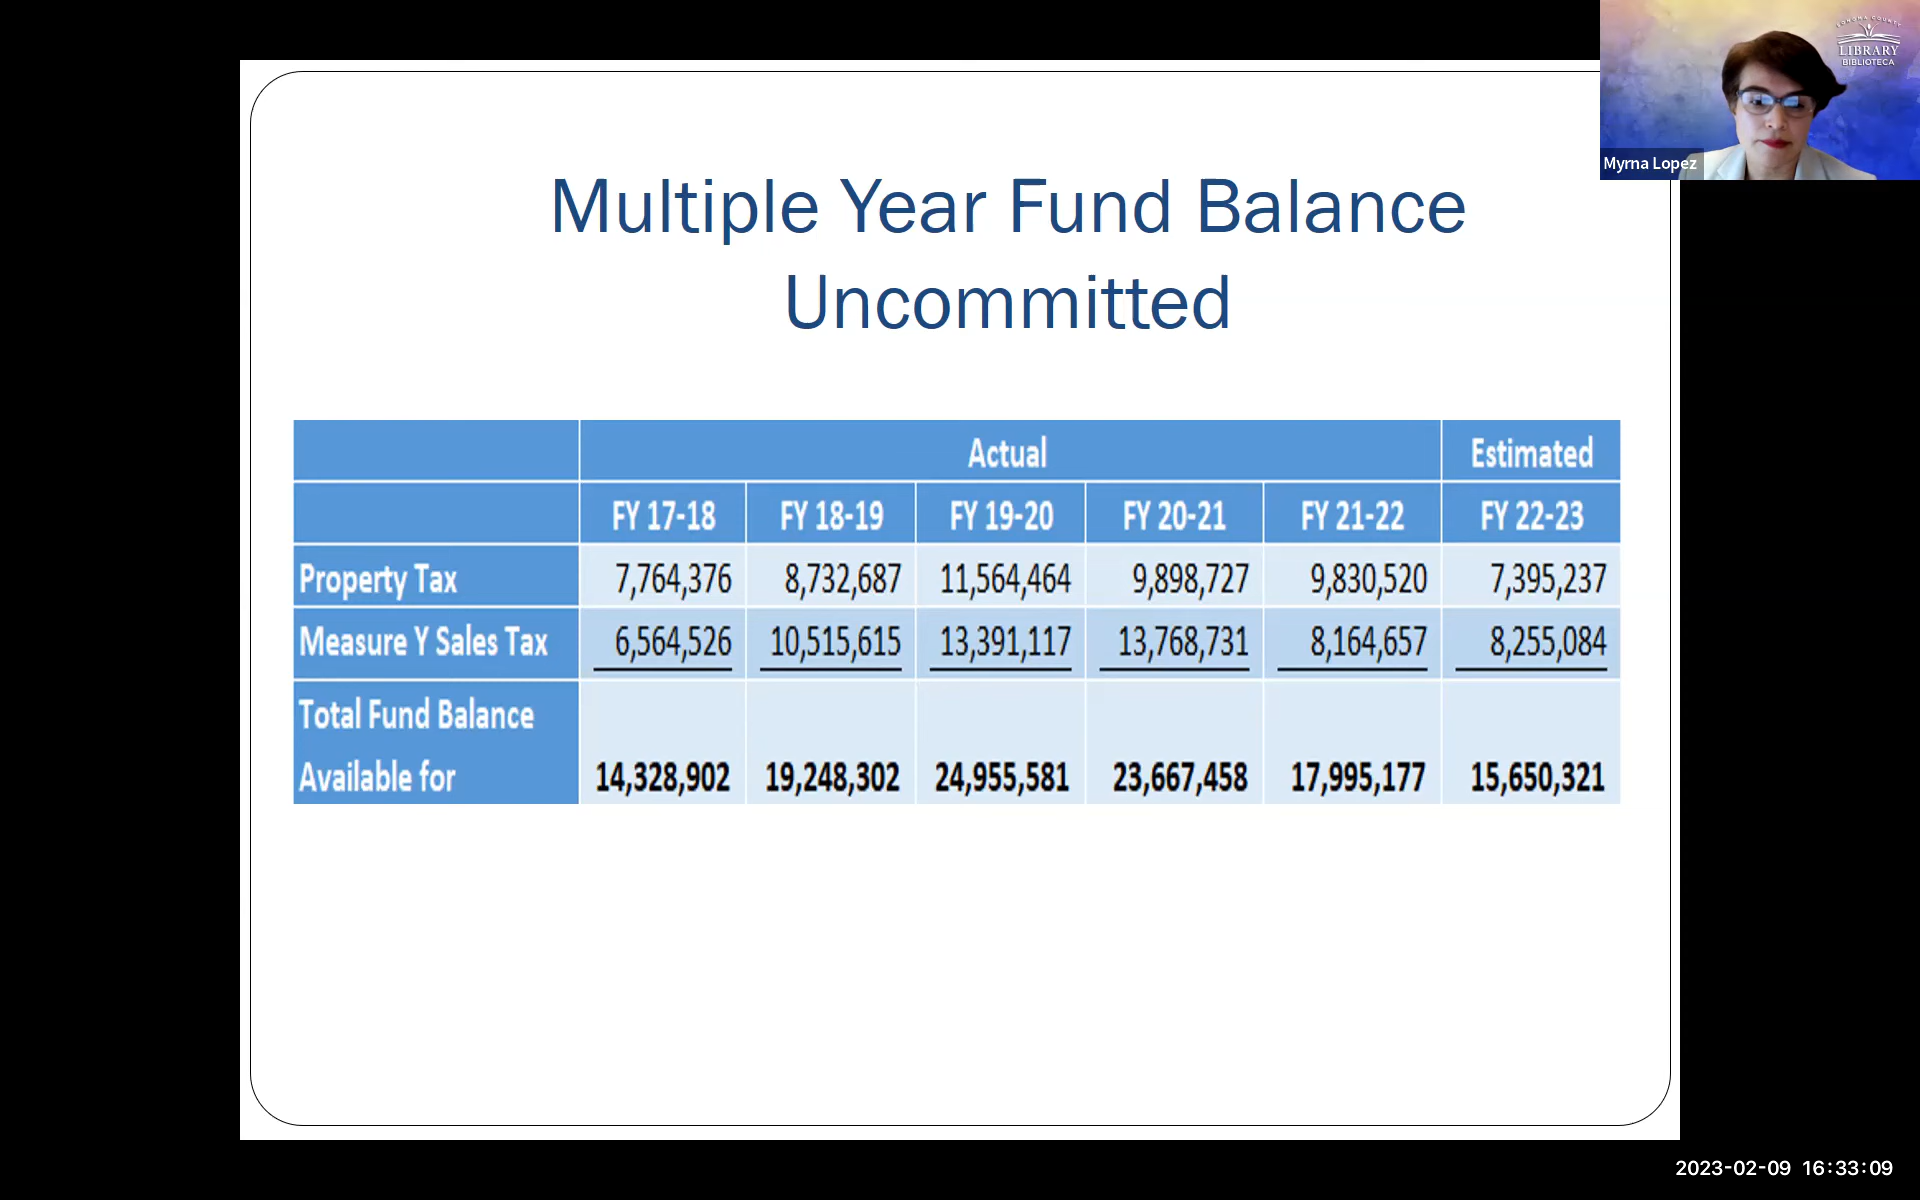 SONOMA COUNTY
LIBRARY
BIBLIOTECA
Myrna Lopez
Multiple Year Fund Balance
Uncommitted
Actual Estimated
FY 17-18 FY 18-19 FY 19-20 FY 20-21 FY 21-22 FY 22-23
Property Tax 7,764,376 8,732,687 11,564,464 9,898,727 9,830,520 7,395,237
Measure Y Sales Tax 6,564,526 10,515,615 13,391,117 13,768,731 8,164,657 8,255,084
Total Fund Balance
Available for 14,328,902 19,248,302 24,955,581 23,667,458 17,995,177 15,650,321
2023-02-09 16:33:09